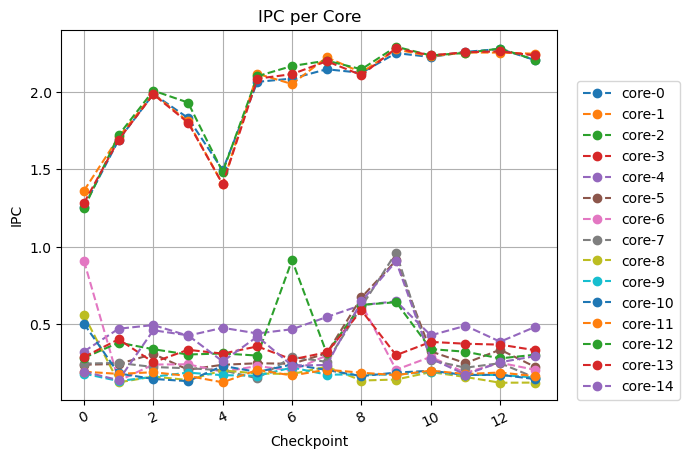 IPC per Core
2.0
1.5
1.0
0.5
IPC
0
2
4
6
8
10
12
Checkpoint
core-0
core-1
core-2
core-3
core-4
core-5
core-6
core-7
core-8
core-9
core-10
core-11
core-12
core-13
core-14